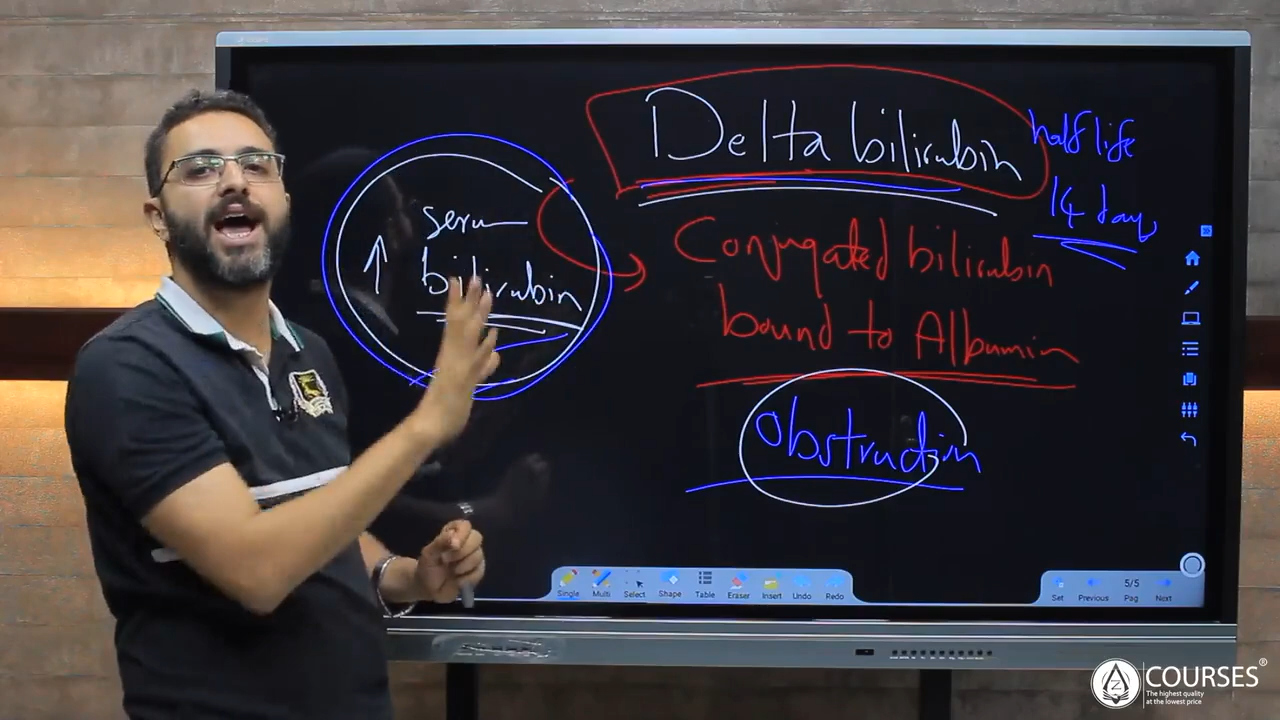 Delta bilirubin
half life
14 days
↑ serum
bilirubin
Conjugated bilirubin
bound to Albumin
Obstruction
Single Multi Select Shape Table Eraser Insert Undo Redo
Set Previous 5/5 Pag Next
COURSES®
The highest quality
at the lowest price